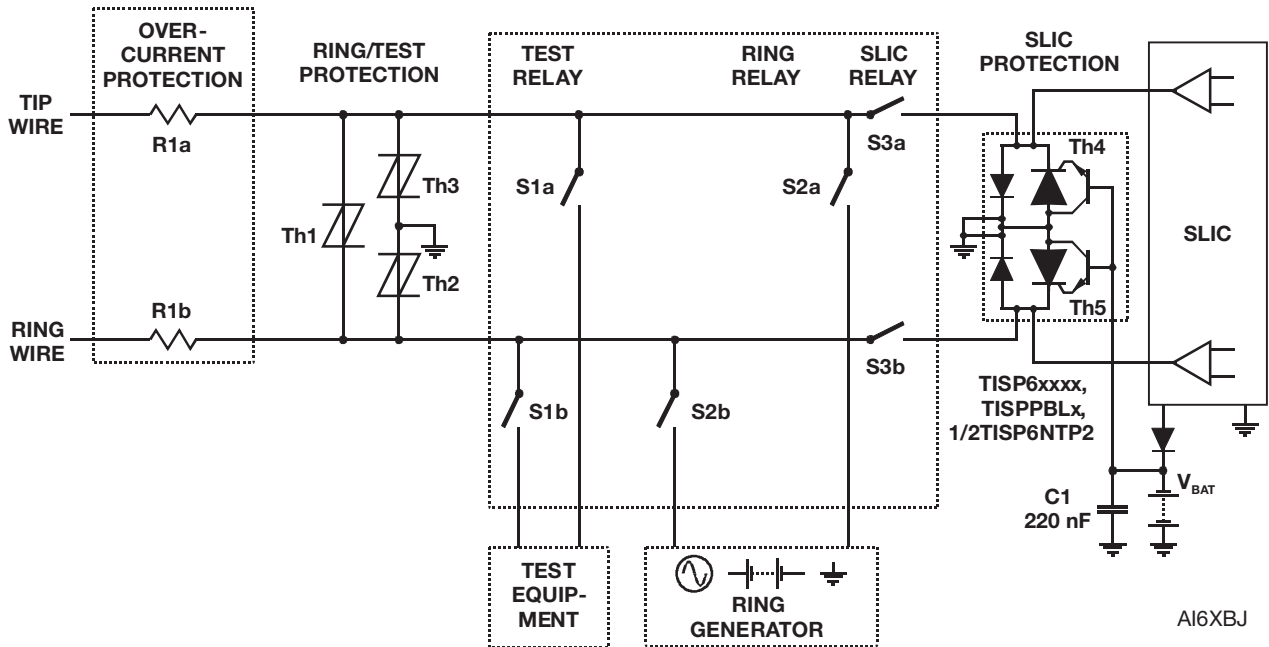 OVER-
CURRENT
PROTECTION
RING/TEST
PROTECTION
TEST
RELAY
RING
RELAY
SLIC
RELAY
SLIC
PROTECTION
TIP
WIRE
R1a
S3a
Th4
Th3
S1a
S2a
Th1
SLIC
Th2
R1b
Th5
RING
WIRE
S3b
S1b
S2b
TISP6xxxx,
TISPPBLx,
1/2TISP6NTP2
C1
220 nF
VBAT
TEST
EQUIP-
MENT
RING
GENERATOR
AI6XBJ